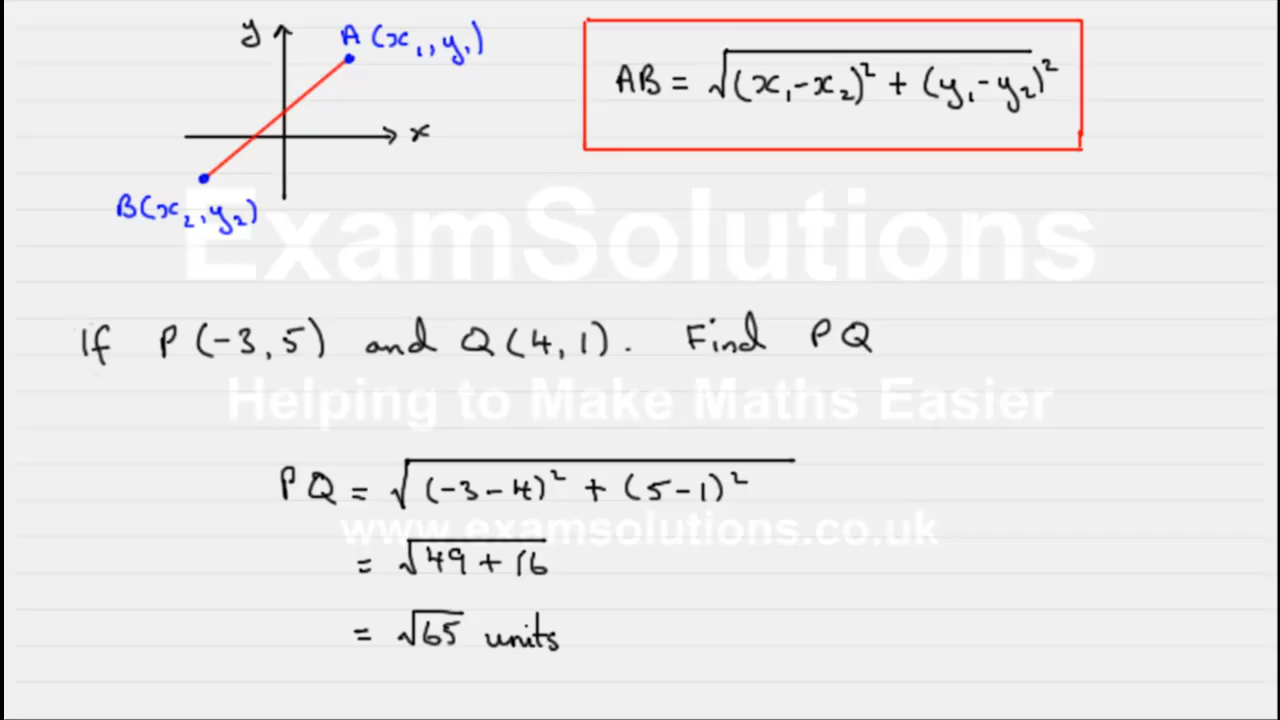 y
A (x₁, y₁)
AB = √(x₁-x₂)² + (y₁-y₂)²
x
B(x₂, y₂)
ExamSolutions
If P(-3, 5) and Q(4, 1). Find PQ
Helping to Make Maths Easier
PQ = √(-3-4)² + (5-1)²
www.examsolutions.co.uk
= √49 + 16
= √65 units